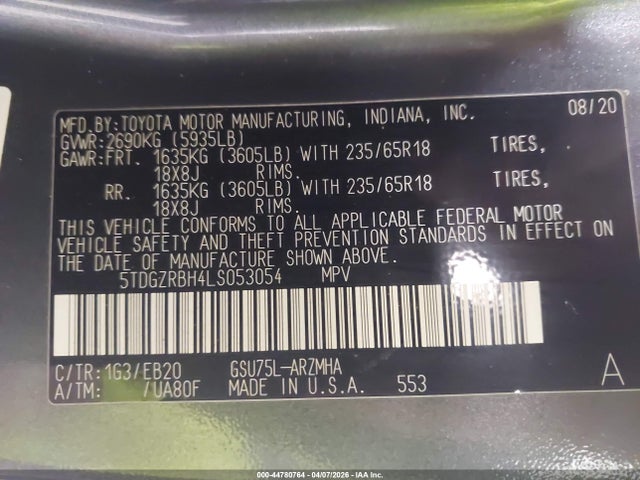 MFD.BY:TOYOTA MOTOR MANUFACTURING, INDIANA, INC. 08/20
GVWR:2690KG (5935LB)
GAWR:FRT. 1635KG (3605LB) WITH 235/65R18 TIRES,
18X8J RIMS.
RR. 1635KG (3605LB) WITH 235/65R18 TIRES,
18X8J RIMS.
THIS VEHICLE CONFORMS TO ALL APPLICABLE FEDERAL MOTOR
VEHICLE SAFETY AND THEFT PREVENTION STANDARDS IN EFFECT ON
THE DATE OF MANUFACTURE SHOWN ABOVE.
5TDGZRBH4LS053054 MPV
C/TR:1G3/EB20 GSU75L-ARZMHA
A/TM: /UA80F MADE IN U.S.A. 553 A
000-44780764 - 04/07/2026 - IAA Inc.